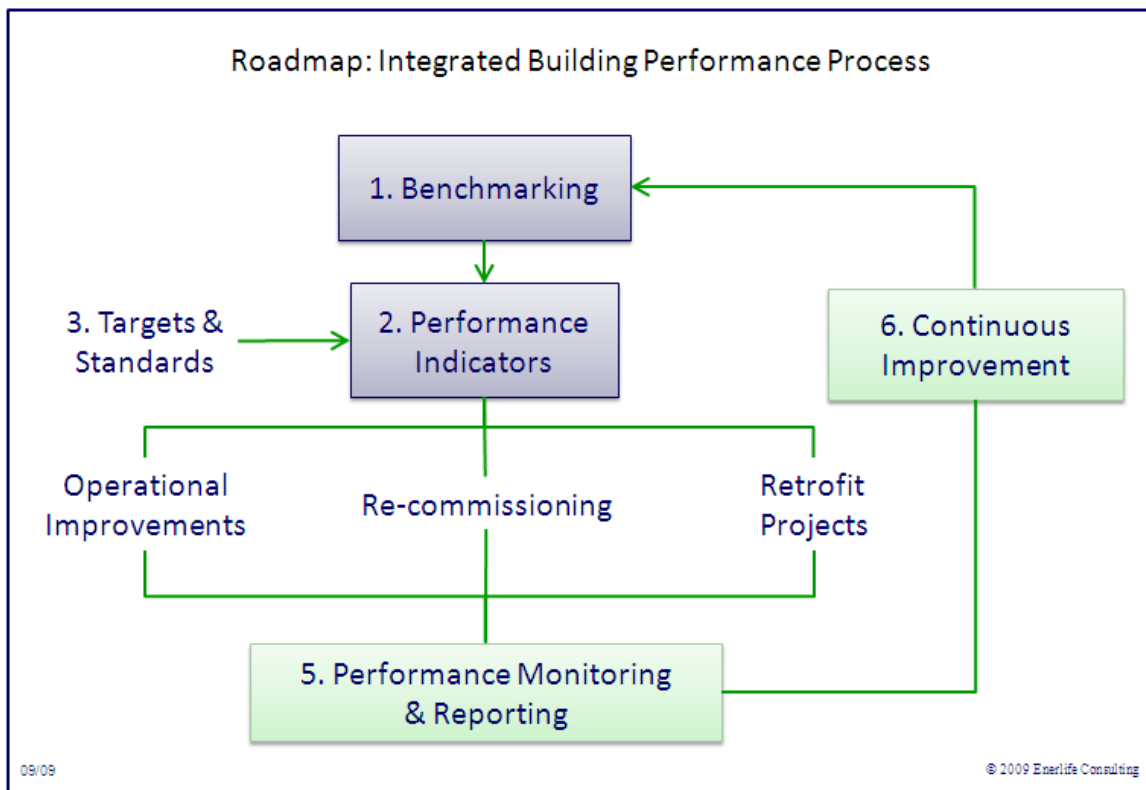 Roadmap: Integrated Building Performance Process
1. Benchmarking
3. Targets &
Standards
2. Performance
Indicators
6. Continuous
Improvement
Operational
Improvements
Re-commissioning
Retrofit
Projects
5. Performance Monitoring
& Reporting
09/09
© 2009 Enerlife Consulting